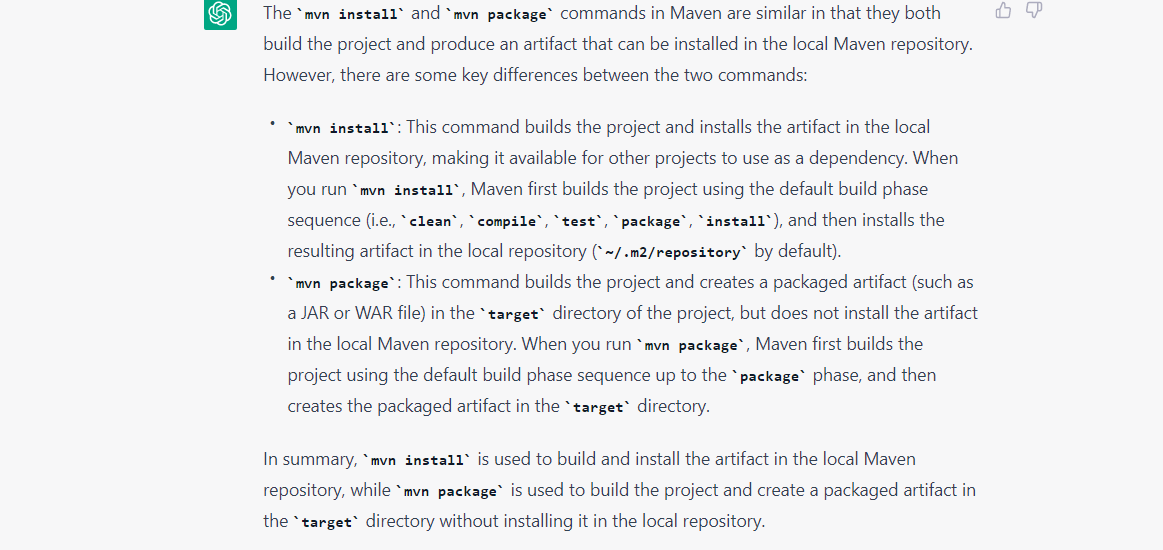 The `mvn install` and `mvn package` commands in Maven are similar in that they both
build the project and produce an artifact that can be installed in the local Maven repository.
However, there are some key differences between the two commands:
• `mvn install`: This command builds the project and installs the artifact in the local
Maven repository, making it available for other projects to use as a dependency. When
you run `mvn install`, Maven first builds the project using the default build phase
sequence (i.e., `clean`, `compile`, `test`, `package`, `install`), and then installs the
resulting artifact in the local repository (`~/.m2/repository` by default).
• `mvn package`: This command builds the project and creates a packaged artifact (such as
a JAR or WAR file) in the `target` directory of the project, but does not install the artifact
in the local Maven repository. When you run `mvn package`, Maven first builds the
project using the default build phase sequence up to the `package` phase, and then
creates the packaged artifact in the `target` directory.
In summary, `mvn install` is used to build and install the artifact in the local Maven
repository, while `mvn package` is used to build the project and create a packaged artifact in
the `target` directory without installing it in the local repository.